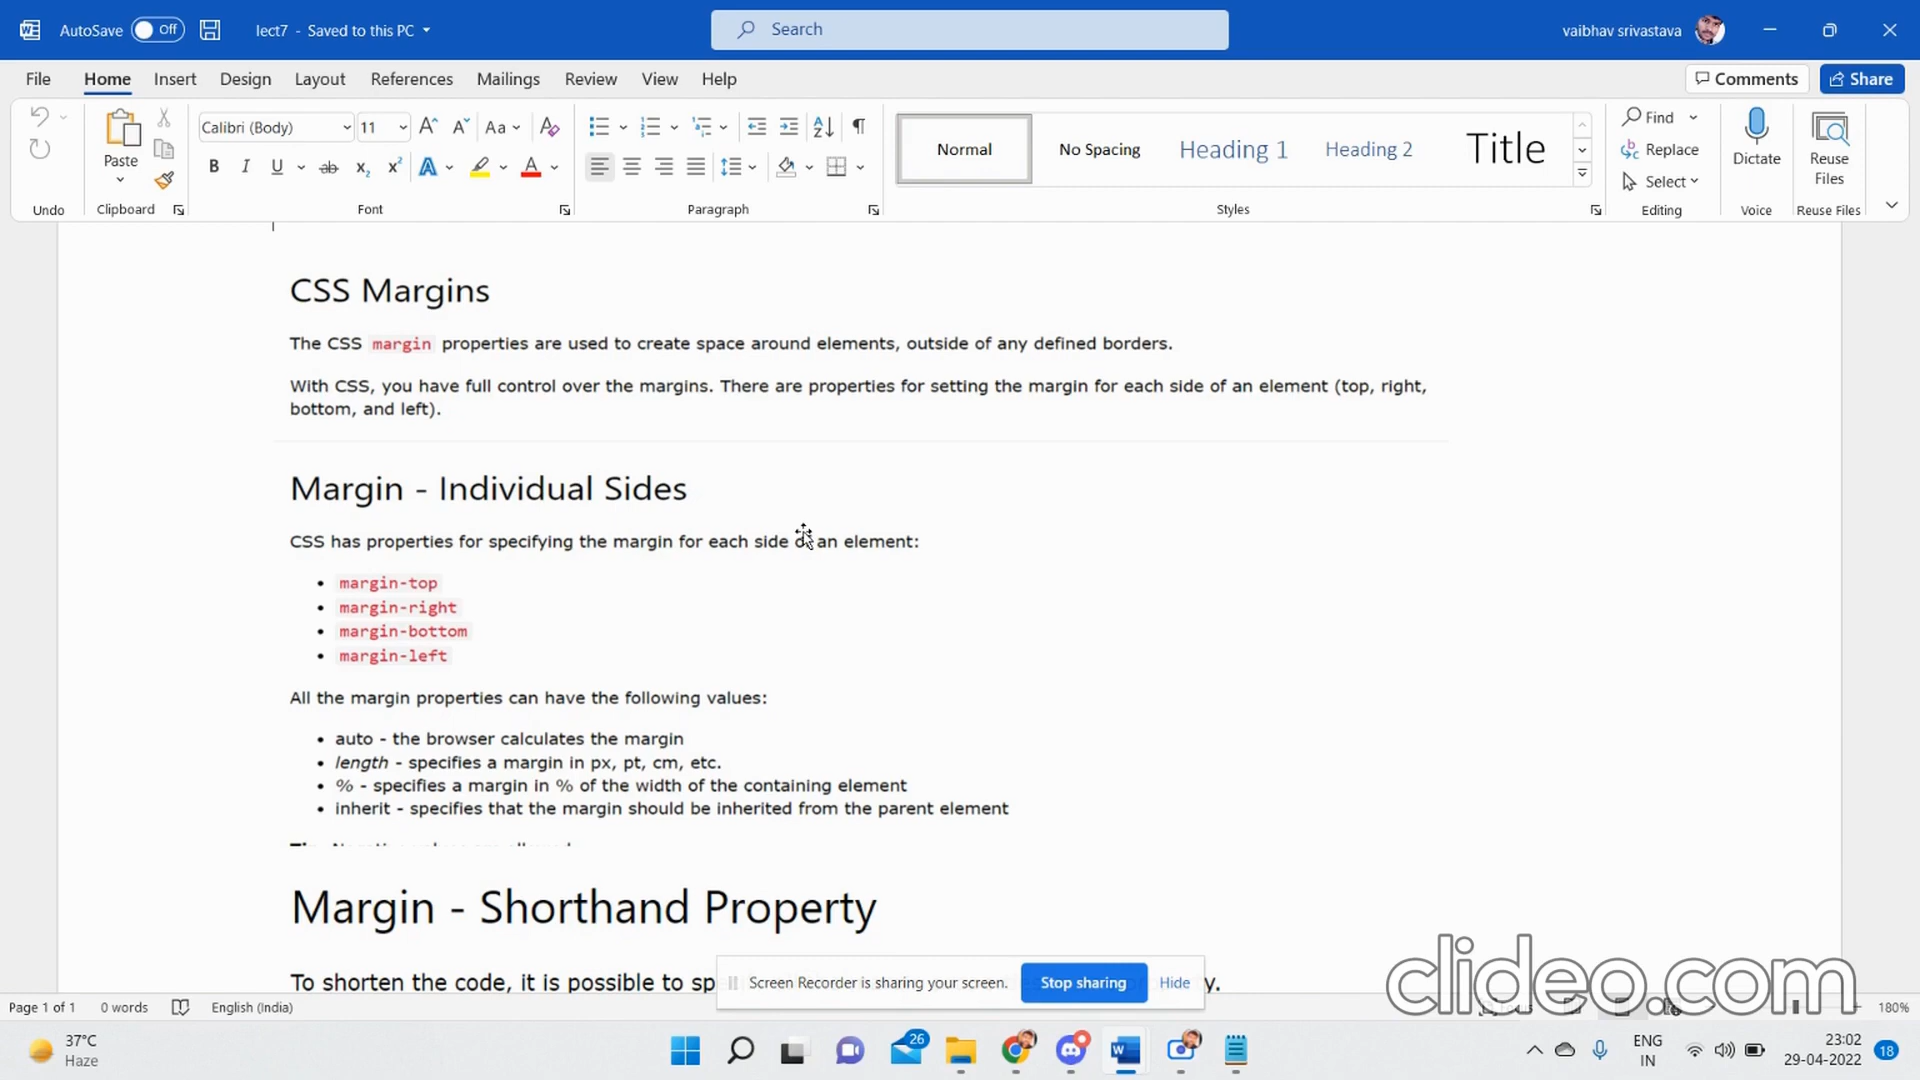 AutoSave Off lect7 - Saved to this PC Search vaibhav srivastava
File Home Insert Design Layout References Mailings Review View Help Comments Share
Calibri (Body) 11 Aa
Paste
B I U ab x₂ x² A A
Normal No Spacing Heading 1 Heading 2 Title
Find
Replace
Select
Dictate
Reuse
Files
Undo Clipboard Font Paragraph Styles Editing Voice Reuse Files
CSS Margins
The CSS margin properties are used to create space around elements, outside of any defined borders.
With CSS, you have full control over the margins. There are properties for setting the margin for each side of an element (top, right,
bottom, and left).
Margin - Individual Sides
CSS has properties for specifying the margin for each side of an element:
• margin-top
• margin-right
• margin-bottom
• margin-left
All the margin properties can have the following values:
• auto - the browser calculates the margin
• length - specifies a margin in px, pt, cm, etc.
• % - specifies a margin in % of the width of the containing element
• inherit - specifies that the margin should be inherited from the parent element
Margin - Shorthand Property
To shorten the code, it is possible to
Screen Recorder is sharing your screen. Stop sharing Hide
clideo.com
Page 1 of 1 0 words English (India) 180%
37°C
Haze
26
ENG
IN
23:02
29-04-2022
18